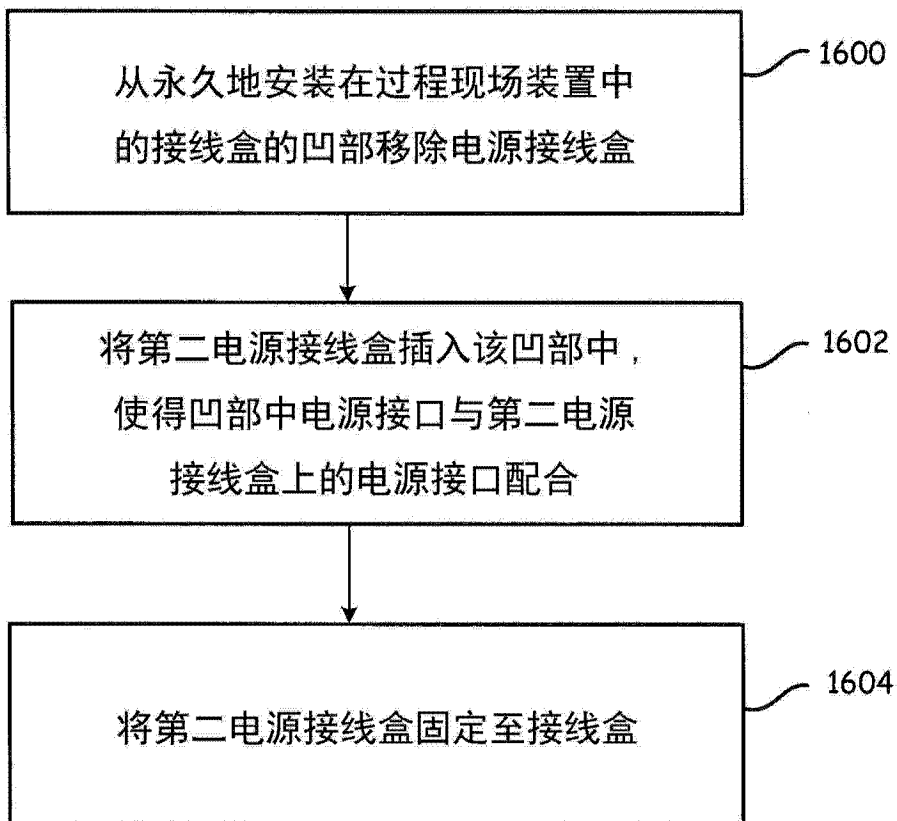 从永久地安装在过程现场装置中
的接线盒的凹部移除电源接线盒
1600
将第二电源接线盒插入该凹部中，
使得凹部中电源接口与第二电源
接线盒上的电源接口配合
1602
将第二电源接线盒固定至接线盒
1604